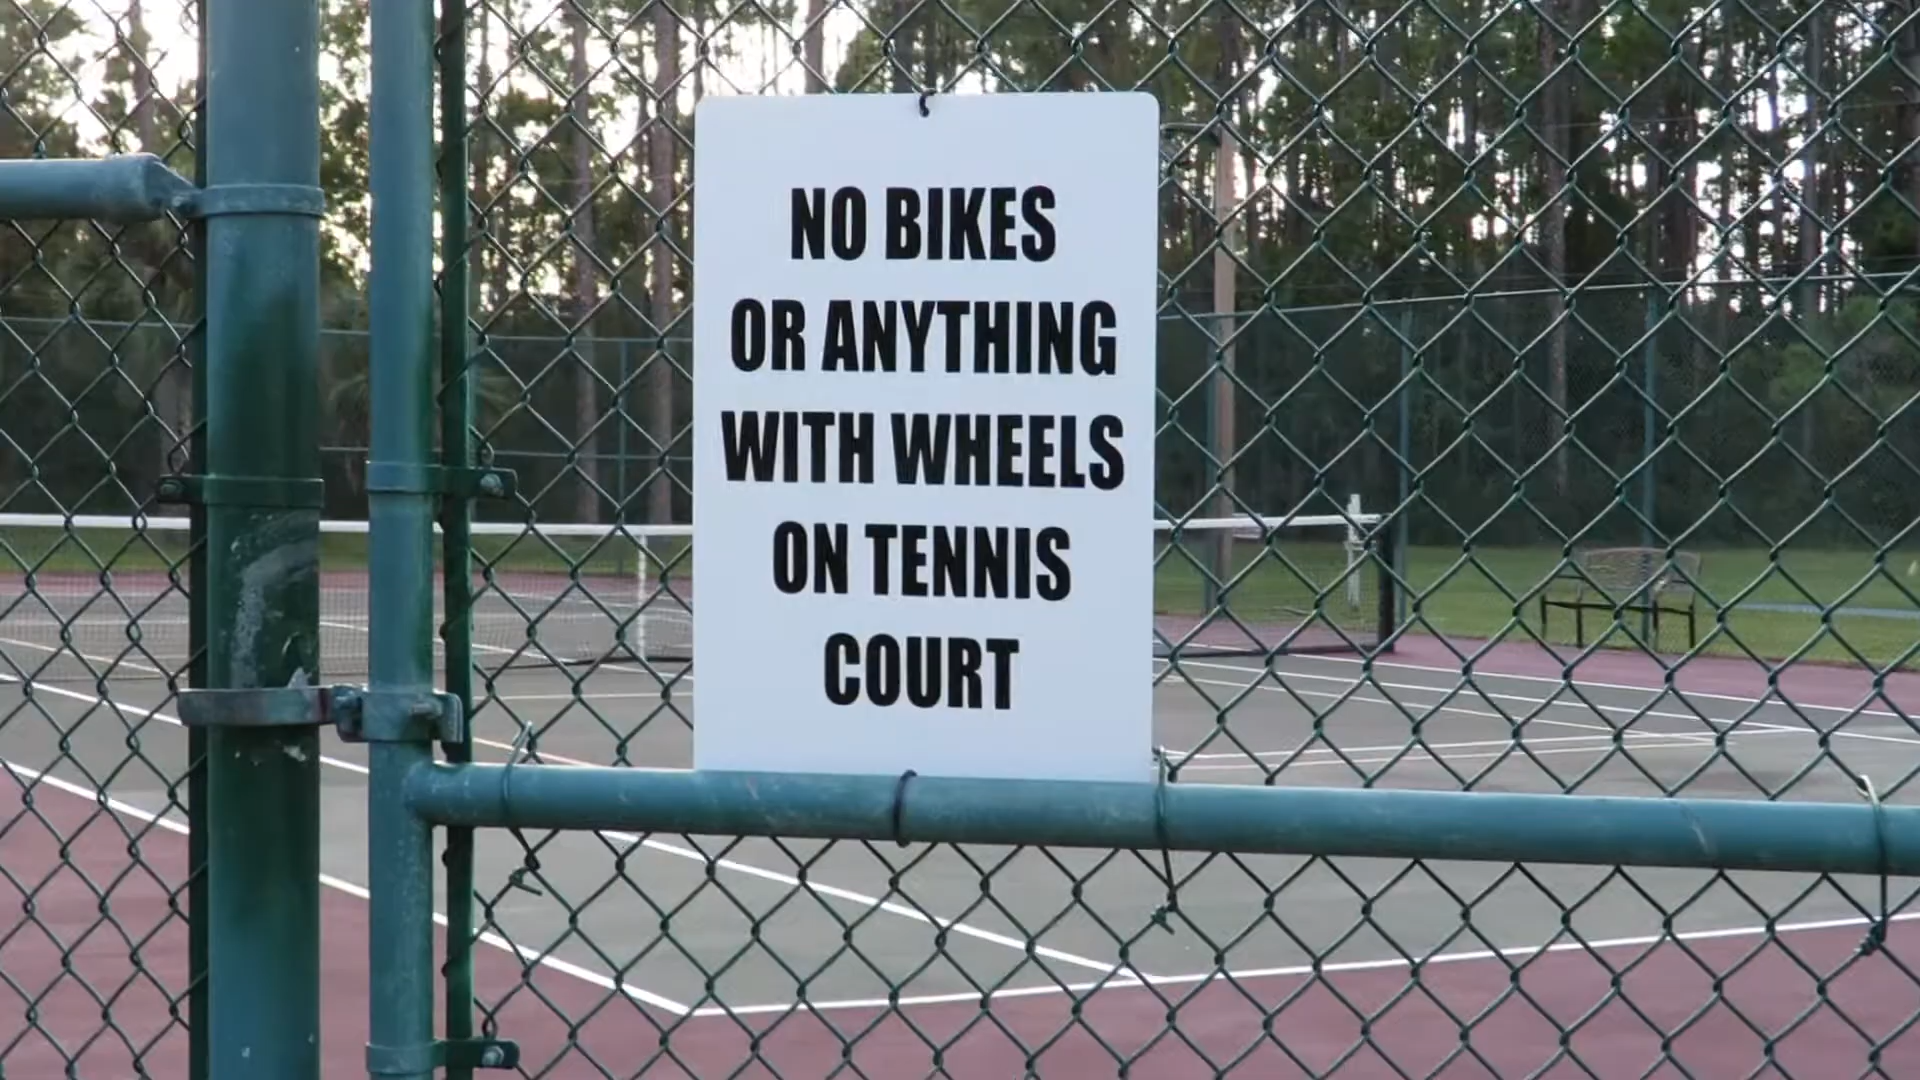 NO BIKES
OR ANYTHING
WITH WHEELS
ON TENNIS
COURT